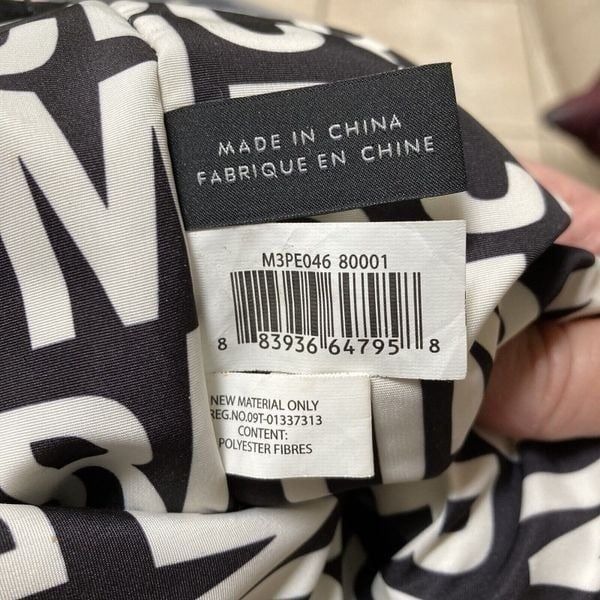 MADE IN CHINA
FABRIQUE EN CHINE
M3PE046 80001
8 83936 64795 8
NEW MATERIAL ONLY
REG.NO.09T-01337313
CONTENT:
POLYESTER FIBRES